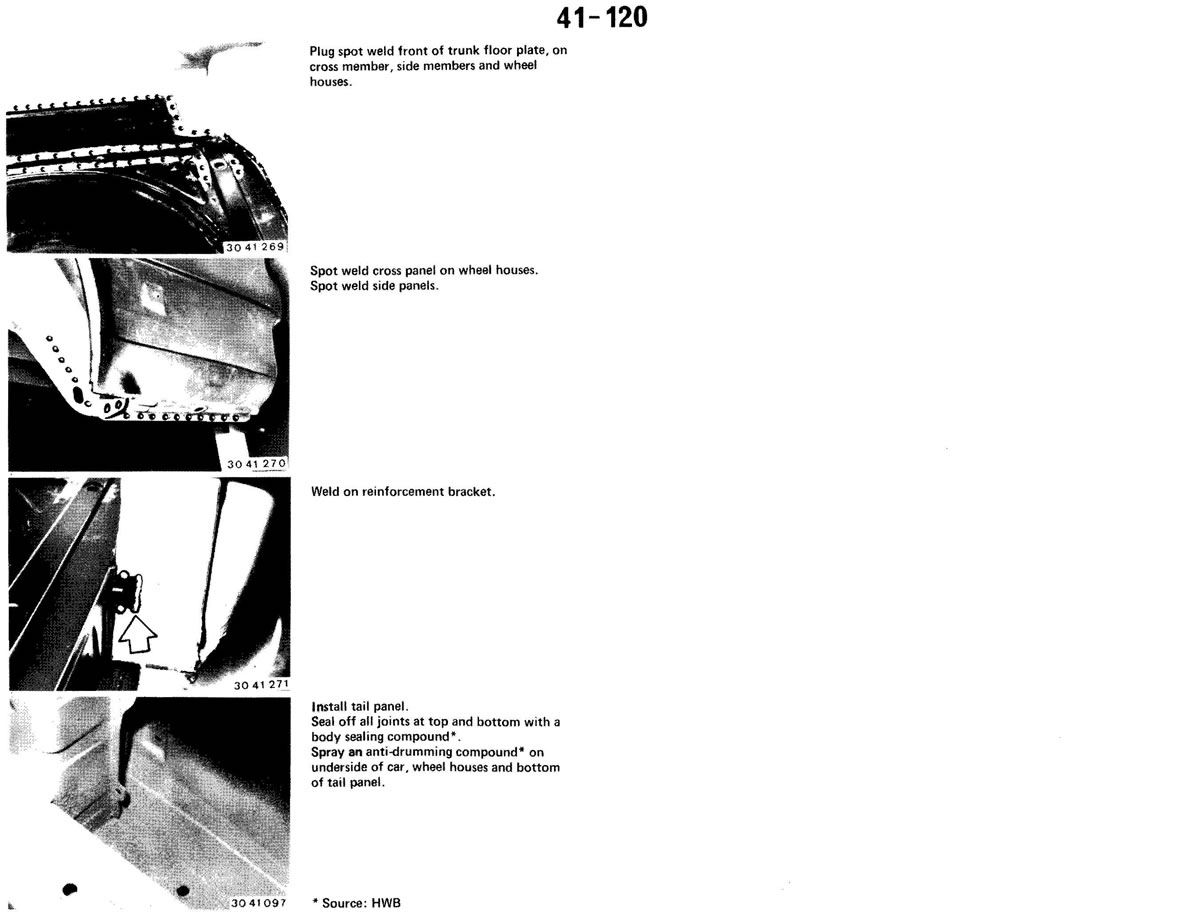 41-120
Plug spot weld front of trunk floor plate, on
cross member, side members and wheel
houses.
30 41 269
Spot weld cross panel on wheel houses.
Spot weld side panels.
30 41 270
Weld on reinforcement bracket.
30 41 271
Install tail panel.
Seal off all joints at top and bottom with a
body sealing compound*.
Spray an anti-drumming compound* on
underside of car, wheel houses and bottom
of tail panel.
30 41 097
* Source: HWB